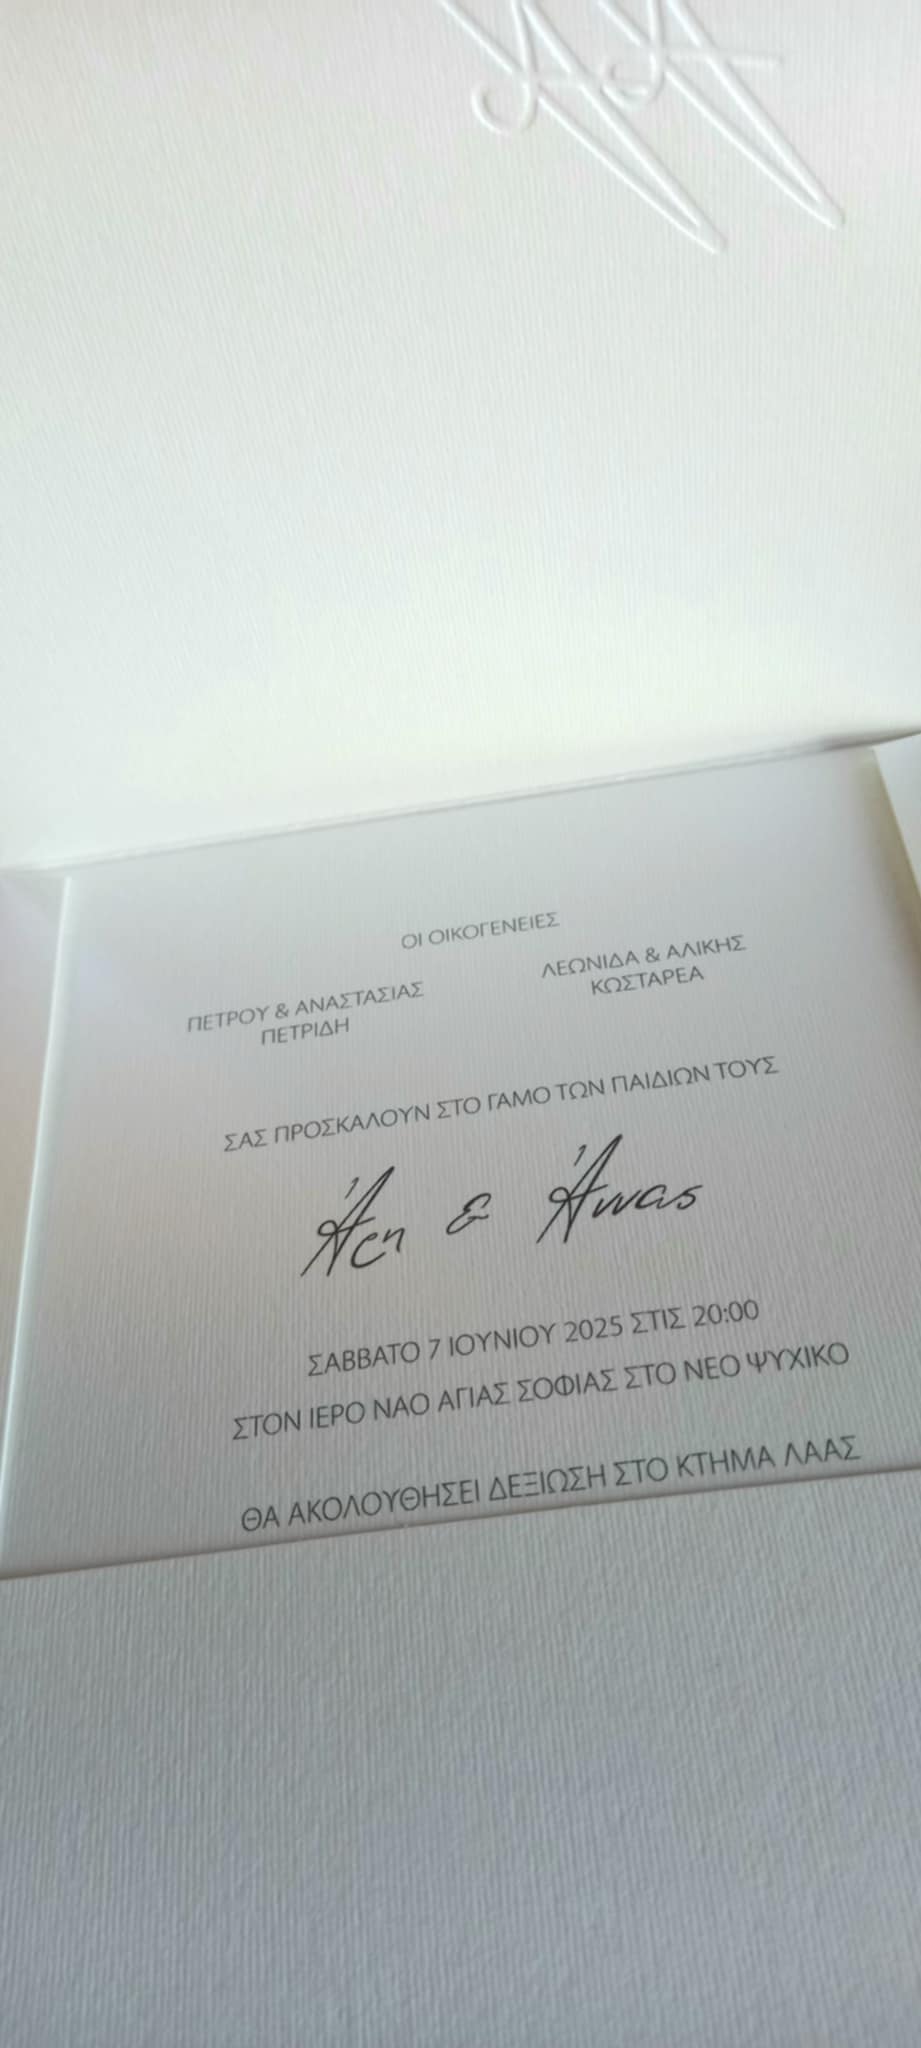 ΟΙ ΟΙΚΟΓΕΝΕΙΕΣ
ΠΕΤΡΟΥ & ΑΝΑΣΤΑΣΙΑΣ
ΠΕΤΡΙΔΗ
ΛΕΩΝΙΔΑ & ΑΛΙΚΗΣ
ΚΩΣΤΑΡΕΑ
ΣΑΣ ΠΡΟΣΚΑΛΟΥΝ ΣΤΟ ΓΑΜΟ ΤΩΝ ΠΑΙΔΙΩΝ ΤΟΥΣ
& Άννας
ΣΑΒΒΑΤΟ 7 ΙΟΥΝΙΟΥ 2025 ΣΤΙΣ 20:00
ΣΤΟΝ ΙΕΡΟ ΝΑΟ ΑΓΙΑΣ ΣΟΦΙΑΣ ΣΤΟ ΝΕΟ ΨΥΧΙΚΟ
ΘΑ ΑΚΟΛΟΥΘΗΣΕΙ ΔΕΞΙΩΣΗ ΣΤΟ ΚΤΗΜΑ ΛΑΑΣ